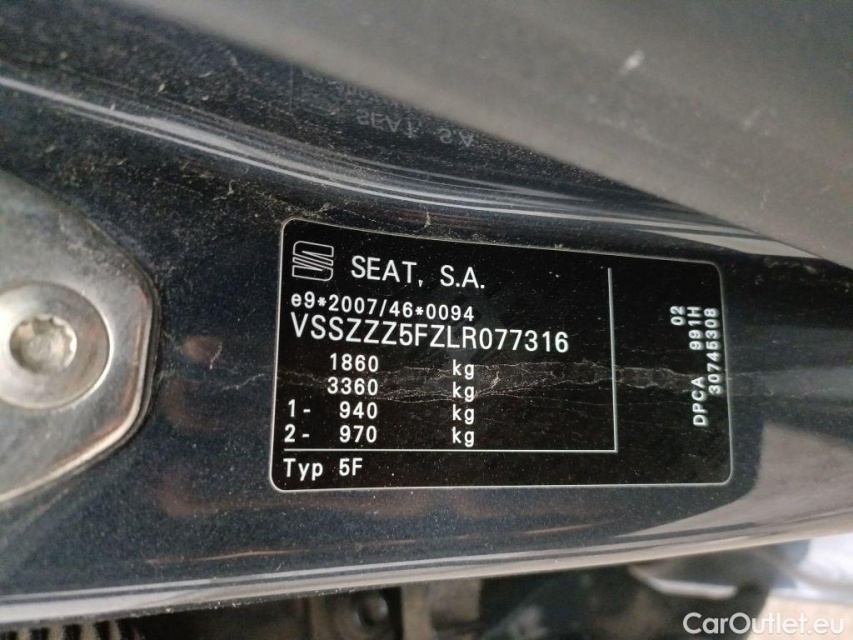 SEAT, S.A.
SEAT, S.A.
e9*2007/46*0094
VSSZZZ5FZLR077316
1860 kg
3360 kg
1- 940 kg
2- 970 kg
Typ 5F
02
DPCA 991H
30745308
CarOutlet.eu